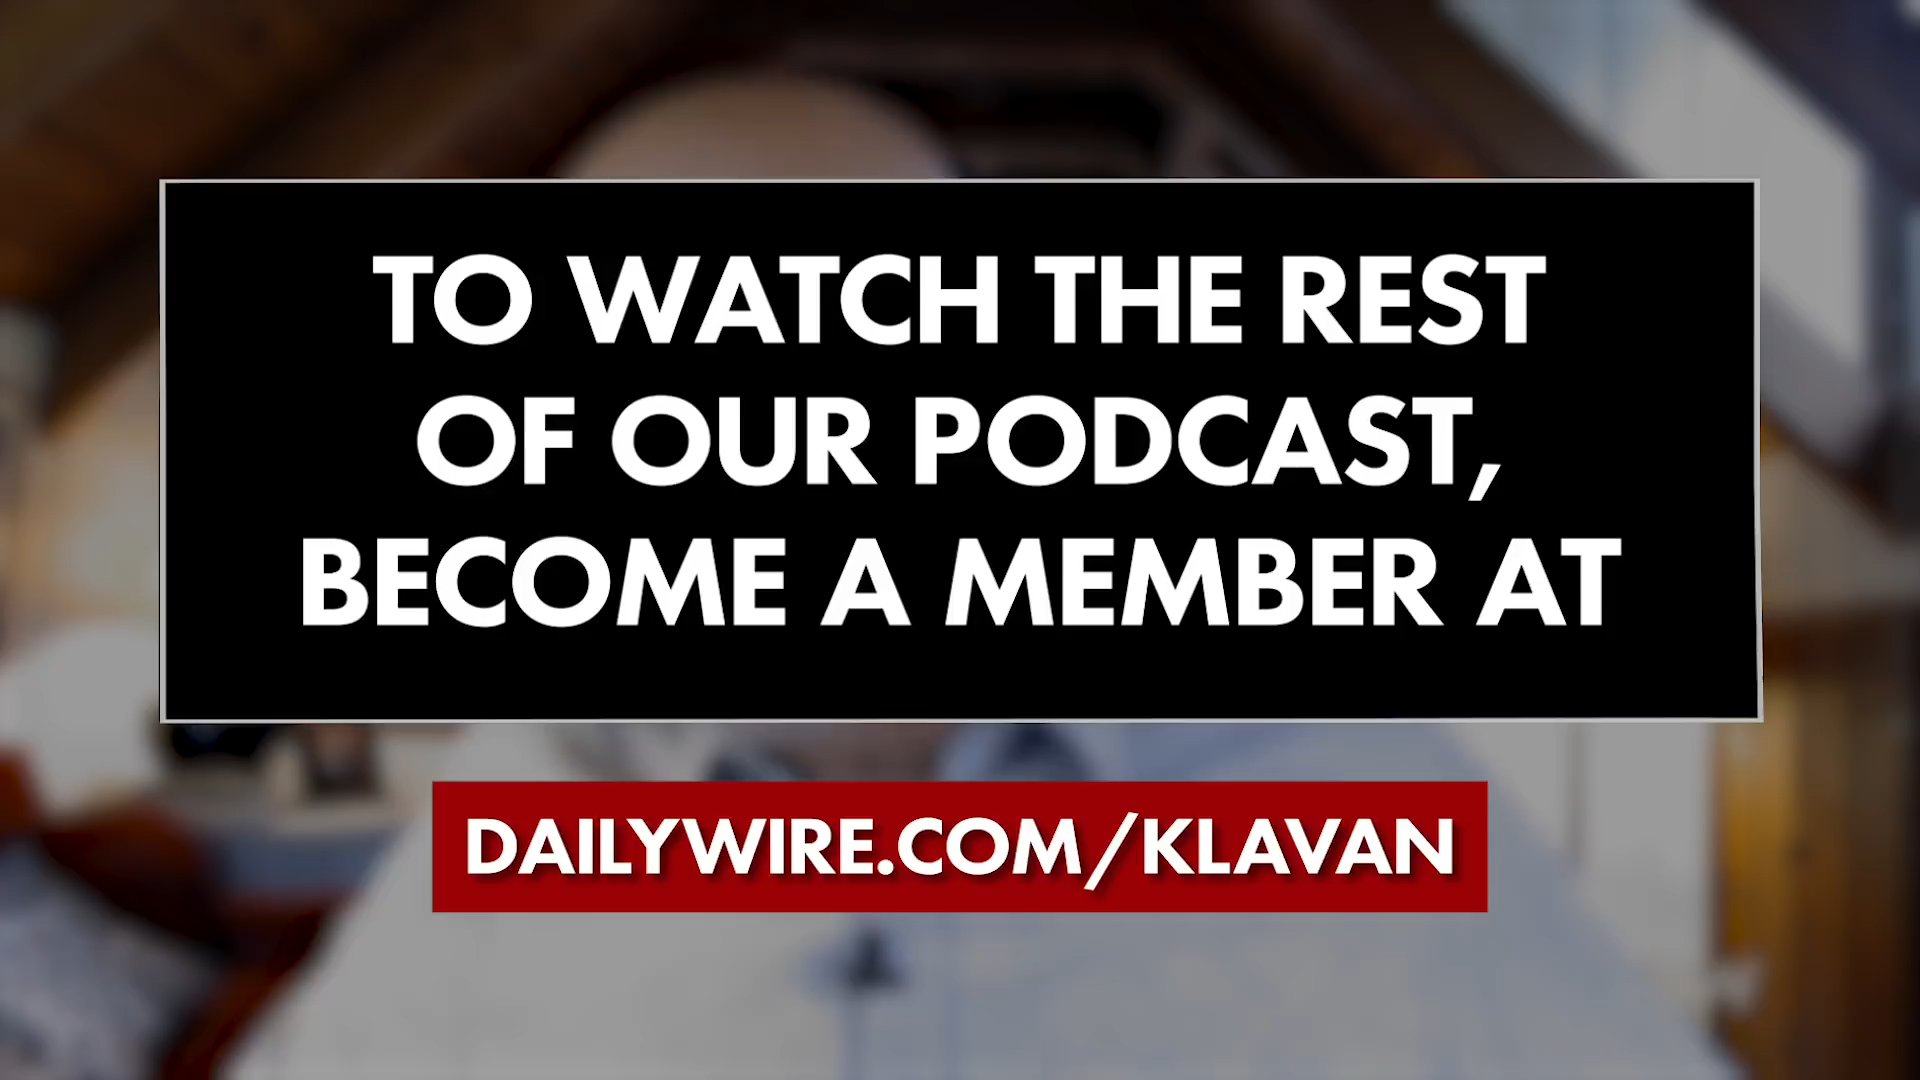 TO WATCH THE REST
OF OUR PODCAST,
BECOME A MEMBER AT
DAILYWIRE.COM/KLAVAN